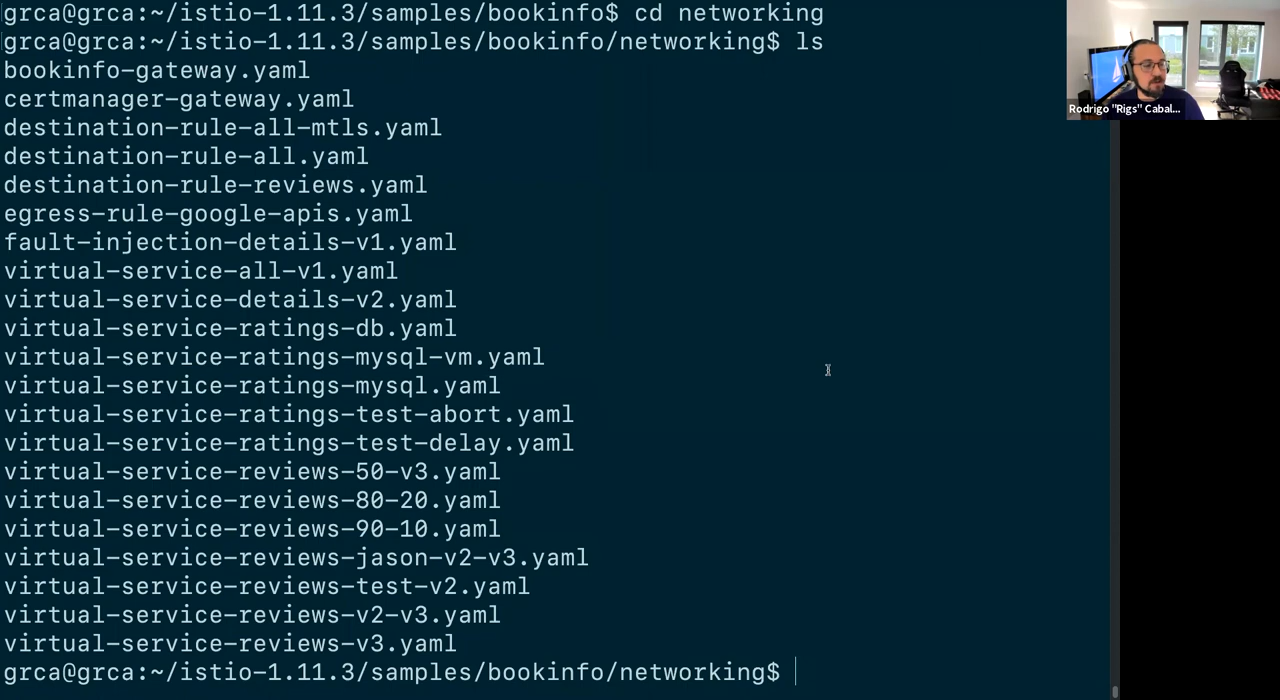 grca@grca:~/istio-1.11.3/samples/bookinfo$ cd networking
grca@grca:~/istio-1.11.3/samples/bookinfo/networking$ ls
bookinfo-gateway.yaml
certmanager-gateway.yaml
destination-rule-all-mtls.yaml
destination-rule-all.yaml
destination-rule-reviews.yaml
egress-rule-google-apis.yaml
fault-injection-details-v1.yaml
virtual-service-all-v1.yaml
virtual-service-details-v2.yaml
virtual-service-ratings-db.yaml
virtual-service-ratings-mysql-vm.yaml
virtual-service-ratings-mysql.yaml
virtual-service-ratings-test-abort.yaml
virtual-service-ratings-test-delay.yaml
virtual-service-reviews-50-v3.yaml
virtual-service-reviews-80-20.yaml
virtual-service-reviews-90-10.yaml
virtual-service-reviews-jason-v2-v3.yaml
virtual-service-reviews-test-v2.yaml
virtual-service-reviews-v2-v3.yaml
virtual-service-reviews-v3.yaml
grca@grca:~/istio-1.11.3/samples/bookinfo/networking$
Rodrigo "Rigs" Cabal...